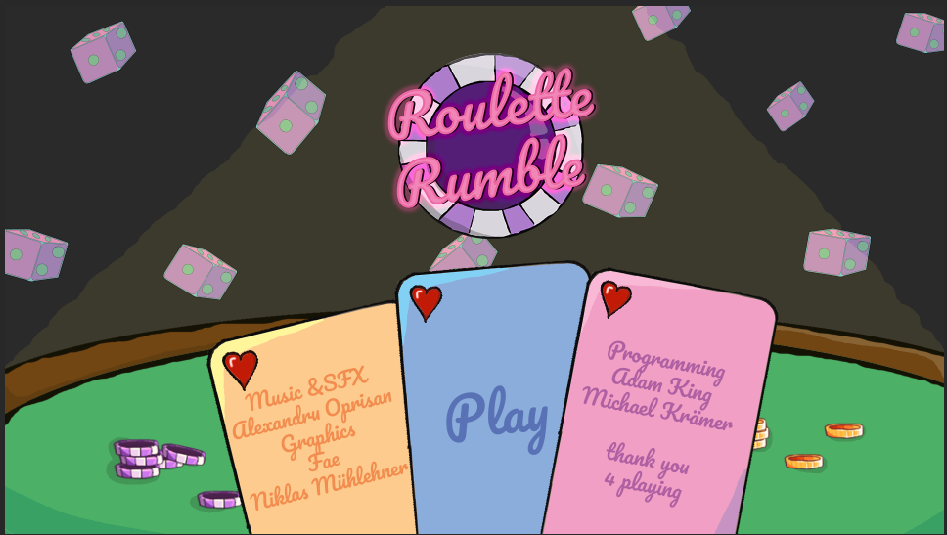 Roulette
Rumble
Music &SFX
Alexandru Oprisan
Graphics
Fae
Niklas Mühlehner
Play
Programming
Adam King
Michael Krämer
thank you
4 playing